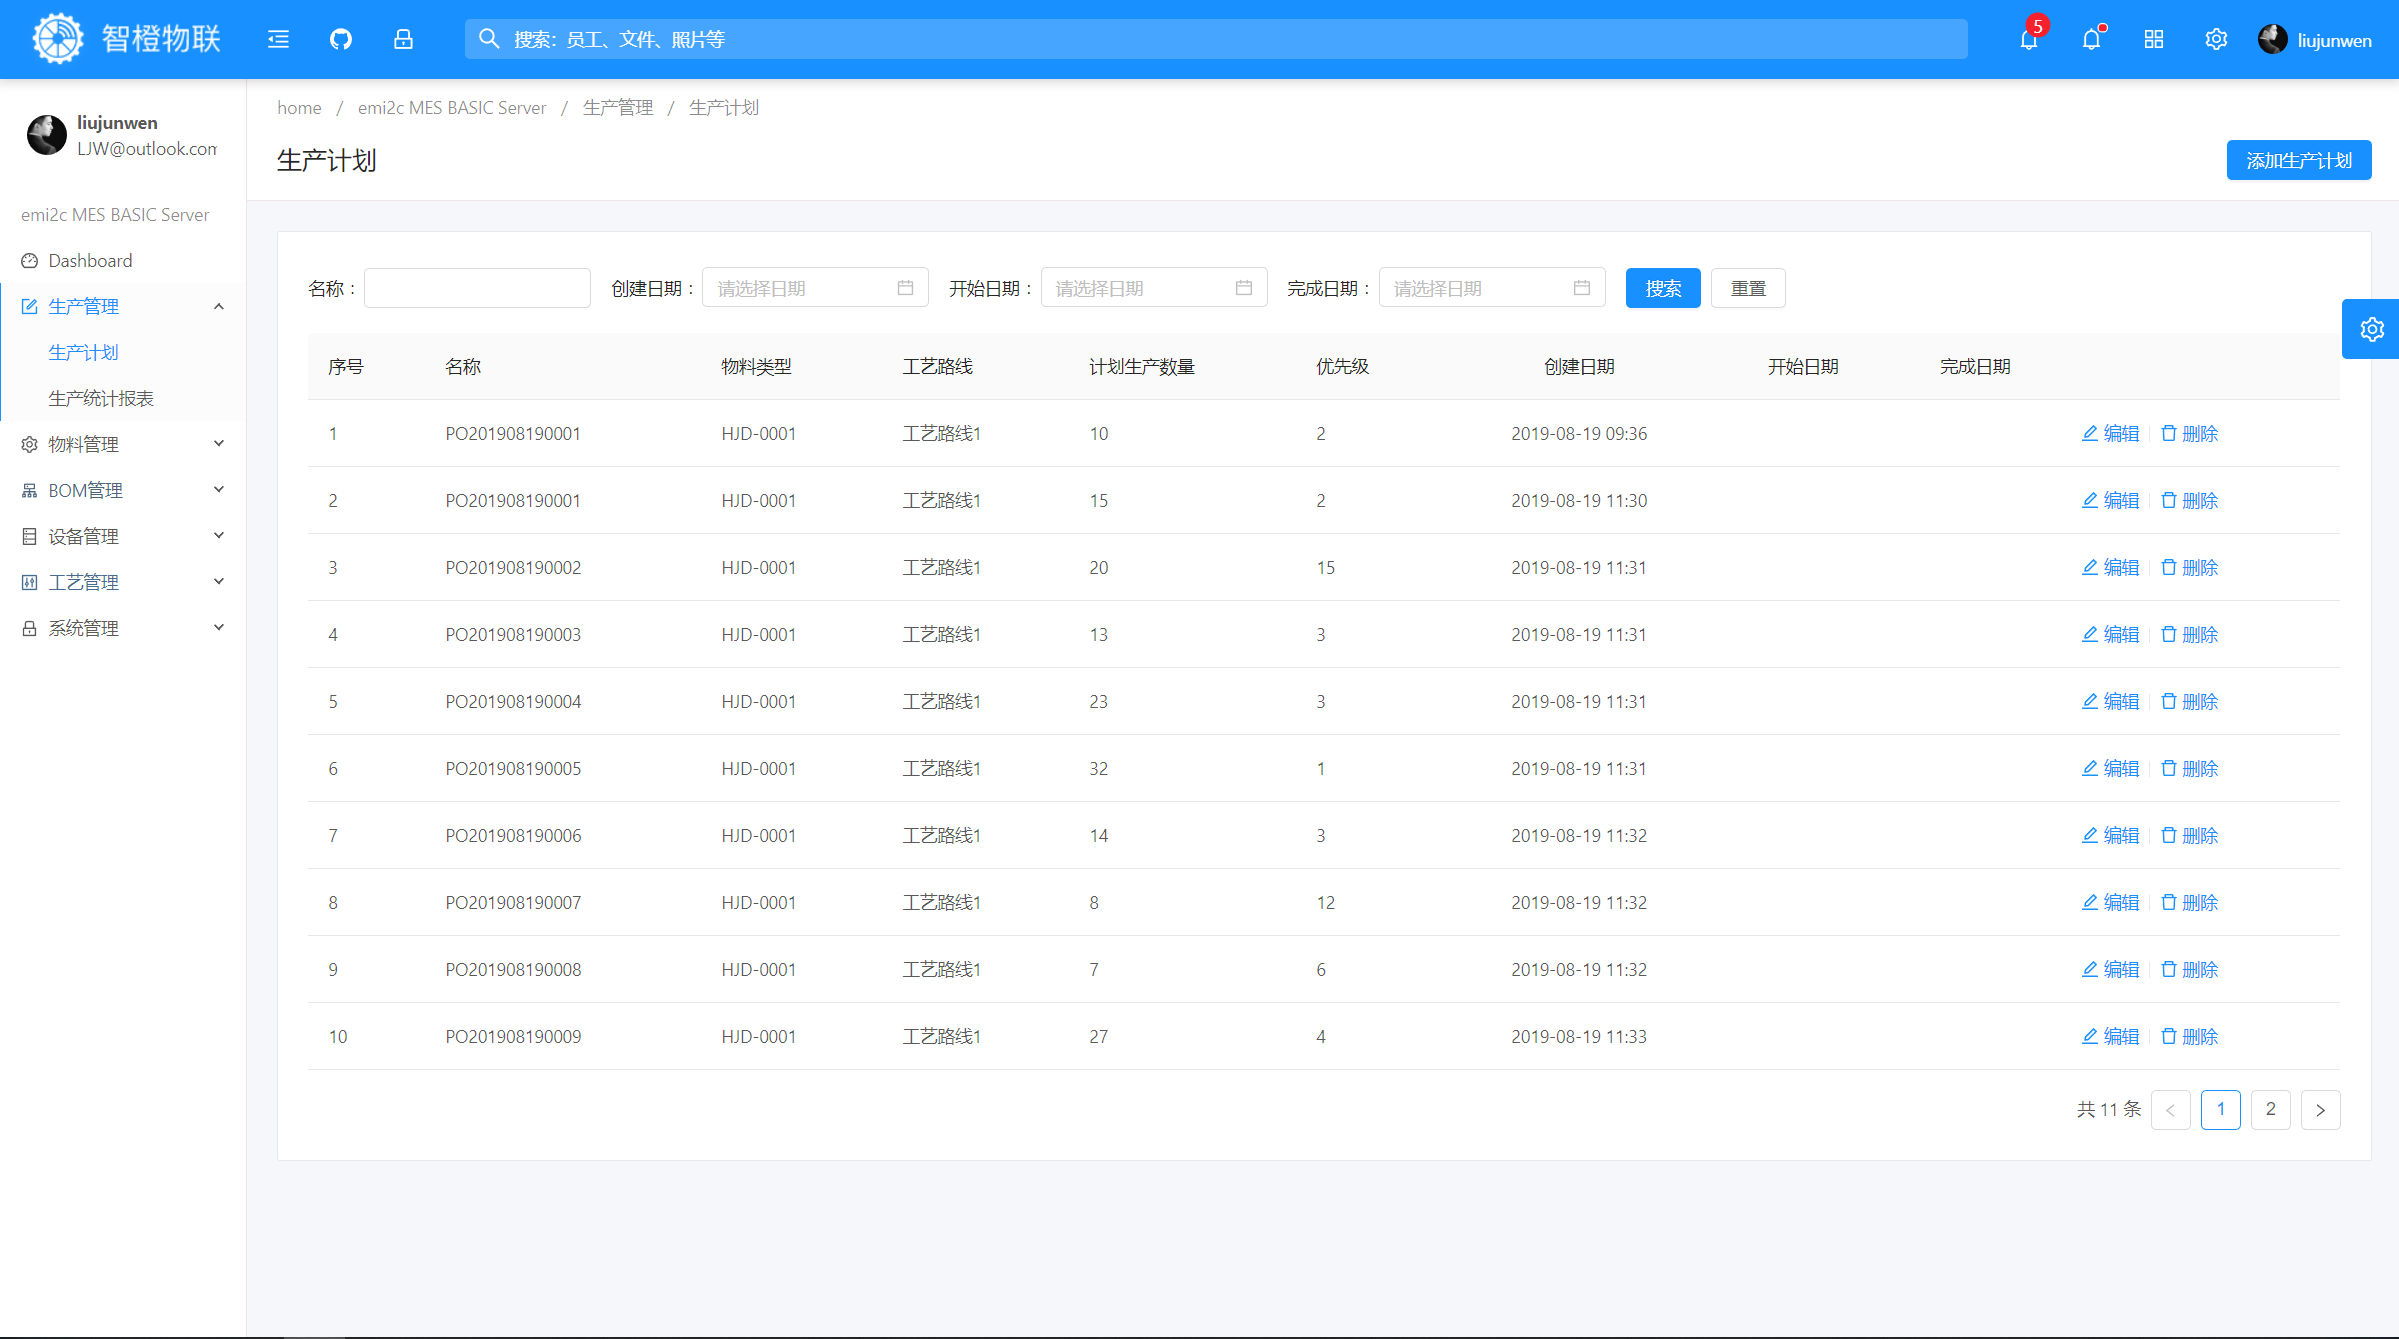 智橙物联
搜索：员工、文件、照片等
5
liujunwen
liujunwen
LJW@outlook.com
emi2c MES BASIC Server
Dashboard
生产管理
生产计划
生产统计报表
物料管理
BOM管理
设备管理
工艺管理
系统管理
home / emi2c MES BASIC Server / 生产管理 / 生产计划
生产计划
添加生产计划
名称： 创建日期： 请选择日期 开始日期： 请选择日期 完成日期： 请选择日期 搜索 重置
序号 名称 物料类型 工艺路线 计划生产数量 优先级 创建日期 开始日期 完成日期
1 PO201908190001 HJD-0001 工艺路线1 10 2 2019-08-19 09:36 编辑 删除
2 PO201908190001 HJD-0001 工艺路线1 15 2 2019-08-19 11:30 编辑 删除
3 PO201908190002 HJD-0001 工艺路线1 20 15 2019-08-19 11:31 编辑 删除
4 PO201908190003 HJD-0001 工艺路线1 13 3 2019-08-19 11:31 编辑 删除
5 PO201908190004 HJD-0001 工艺路线1 23 3 2019-08-19 11:31 编辑 删除
6 PO201908190005 HJD-0001 工艺路线1 32 1 2019-08-19 11:31 编辑 删除
7 PO201908190006 HJD-0001 工艺路线1 14 3 2019-08-19 11:32 编辑 删除
8 PO201908190007 HJD-0001 工艺路线1 8 12 2019-08-19 11:32 编辑 删除
9 PO201908190008 HJD-0001 工艺路线1 7 6 2019-08-19 11:32 编辑 删除
10 PO201908190009 HJD-0001 工艺路线1 27 4 2019-08-19 11:33 编辑 删除
共 11 条 < 1 2 >